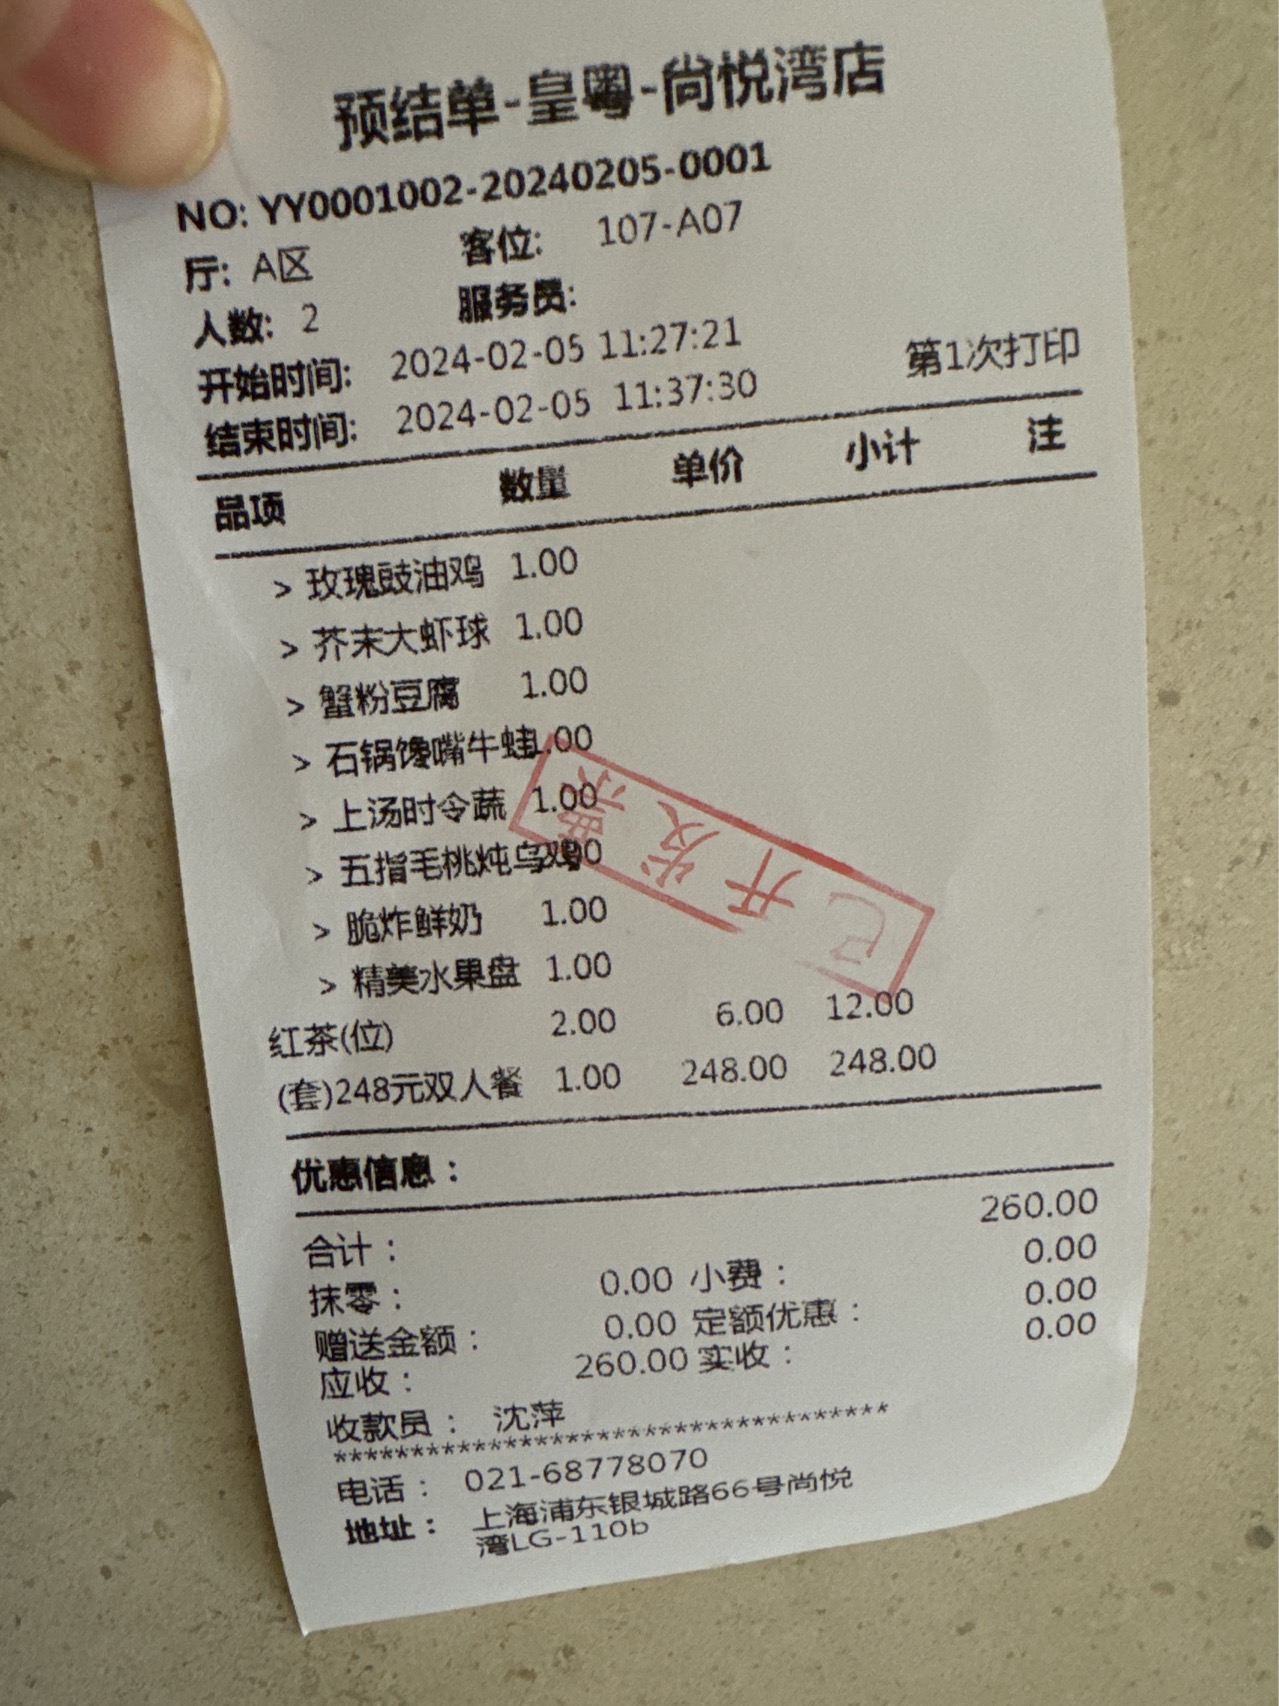 预结单-皇粤-尚悦湾店
NO: YY0001002-20240205-0001
厅: A区 客位: 107-A07
人数: 2 服务员:
开始时间: 2024-02-05 11:27:21
结束时间: 2024-02-05 11:37:30 第1次打印
品项 数量 单价 小计 注
> 玫瑰豉油鸡 1.00
> 芥末大虾球 1.00
> 蟹粉豆腐 1.00
> 石锅馋嘴牛蛙1.00
> 上汤时令蔬 1.00
> 五指毛桃炖乌鸡1.00
> 脆炸鲜奶 1.00
> 精美水果盘 1.00
已开发票
红茶(位) 2.00 6.00 12.00
(套)248元双人餐 1.00 248.00 248.00
优惠信息：
合计： 260.00
抹零： 0.00 小费： 0.00
赠送金额： 0.00 定额优惠： 0.00
应收： 260.00 实收： 0.00
收款员： 沈萍
************************************
电话： 021-68778070
地址： 上海浦东银城路66号尚悦
湾LG-110b